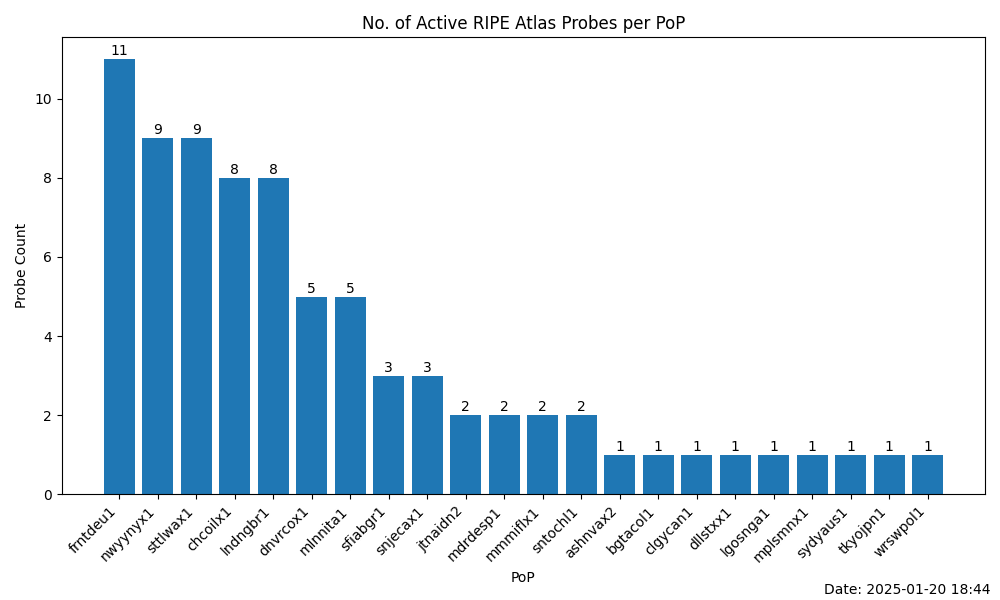 No. of Active RIPE Atlas Probes per PoP
Probe Count
10
8
6
4
2
0
11
9
9
8
8
5
5
3
3
2
2
2
2
1
1
1
1
1
1
1
1
1
frntdeu1
nwyynyx1
sttlwax1
chcoilx1
lndngbr1
dnvrcox1
mlnnita1
sfiabgr1
snjecax1
jtnaidn2
mdrdesp1
mmmiflx1
sntochl1
ashnvax2
bgtacol1
clgycan1
dllstxx1
lgosnga1
mplsmnx1
sydyaus1
tkyojpn1
wrswpol1
PoP
Date: 2025-01-20 18:44